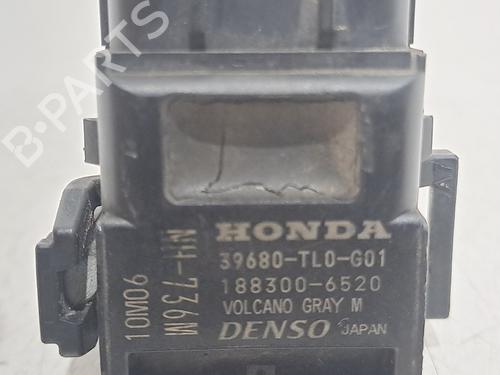 B-PARTS
HONDA
39680-TL0-G01
188300-6520
VOLCANO GRAY M
DENSO JAPAN
NH-736M
10M06